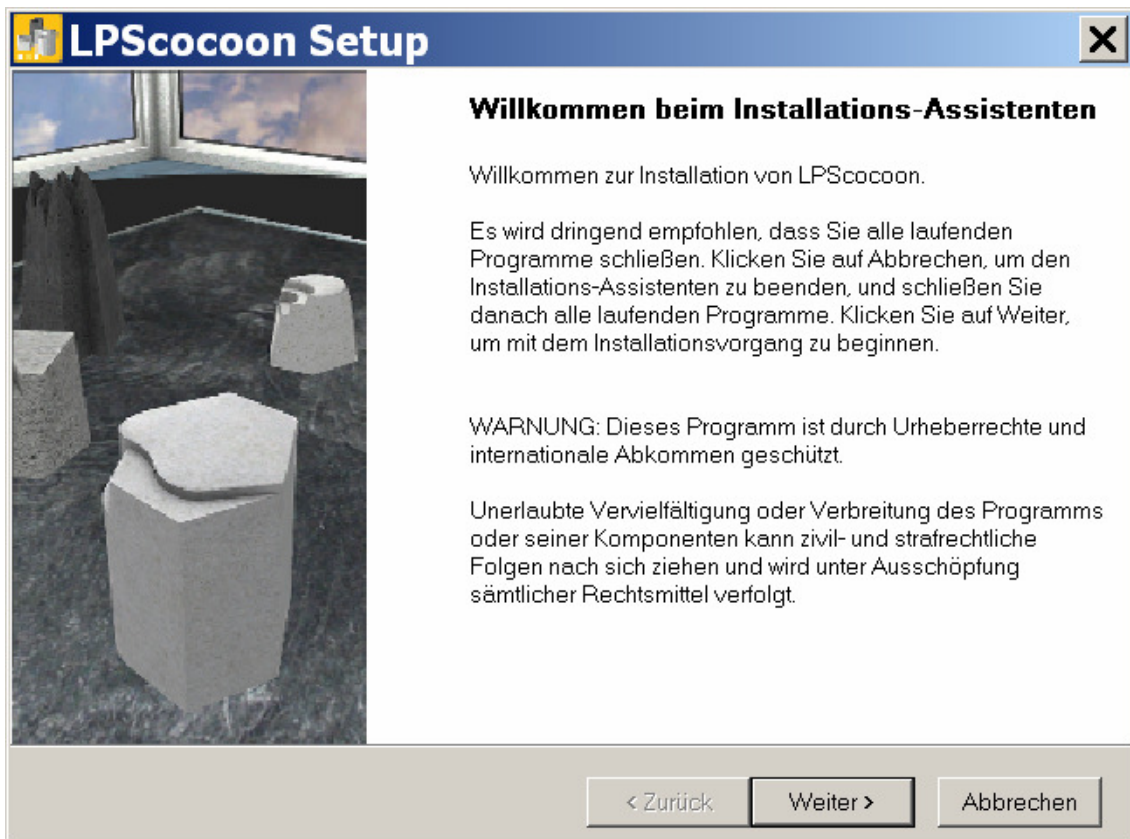 LPScocoon Setup
Willkommen beim Installations-Assistenten
Willkommen zur Installation von LPScocoon.
Es wird dringend empfohlen, dass Sie alle laufenden
Programme schließen. Klicken Sie auf Abbrechen, um den
Installations-Assistenten zu beenden, und schließen Sie
danach alle laufenden Programme. Klicken Sie auf Weiter,
um mit dem Installationsvorgang zu beginnen.
WARNUNG: Dieses Programm ist durch Urheberrechte und
internationale Abkommen geschützt.
Unerlaubte Vervielfältigung oder Verbreitung des Programms
oder seiner Komponenten kann zivil- und strafrechtliche
Folgen nach sich ziehen und wird unter Ausschöpfung
sämtlicher Rechtsmittel verfolgt.
< Zurück Weiter > Abbrechen